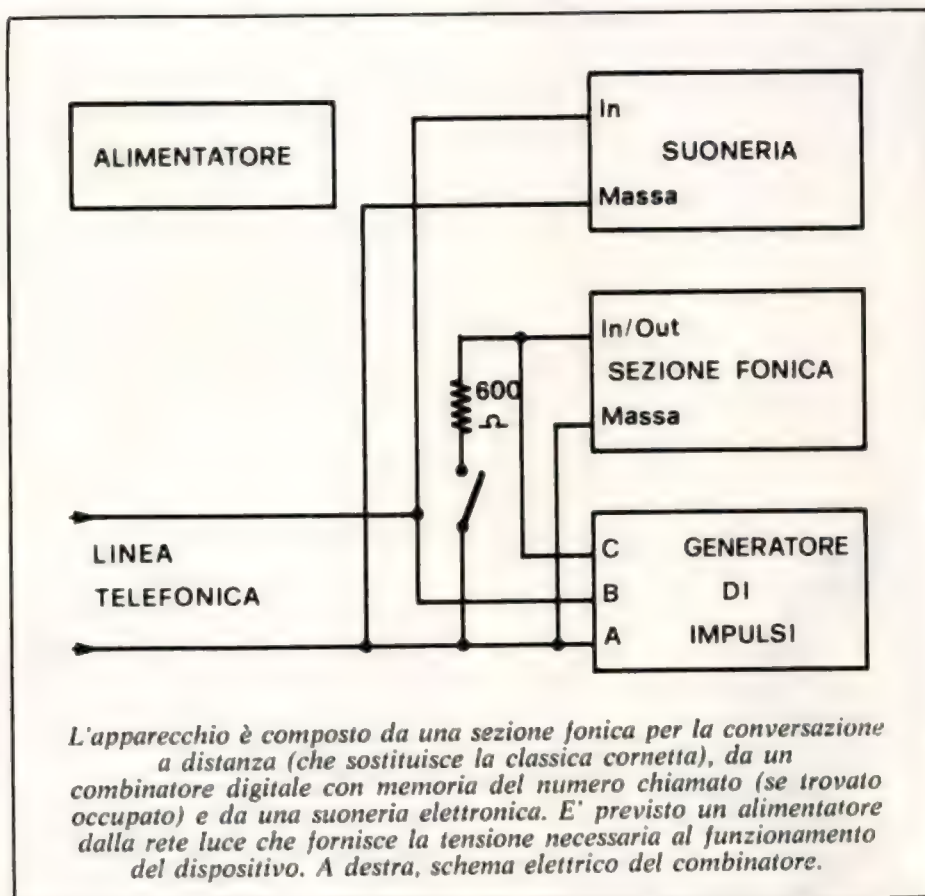 ALIMENTATORE
In
SUONERIA
Massa
In/Out
SEZIONE FONICA
Massa
600
Ω
LINEA
TELEFONICA
C GENERATORE
B DI
A IMPULSI
L'apparecchio è composto da una sezione fonica per la conversazione
a distanza (che sostituisce la classica cornetta), da un
combinatore digitale con memoria del numero chiamato (se trovato
occupato) e da una suoneria elettronica. E' previsto un alimentatore
dalla rete luce che fornisce la tensione necessaria al funzionamento
del dispositivo. A destra, schema elettrico del combinatore.